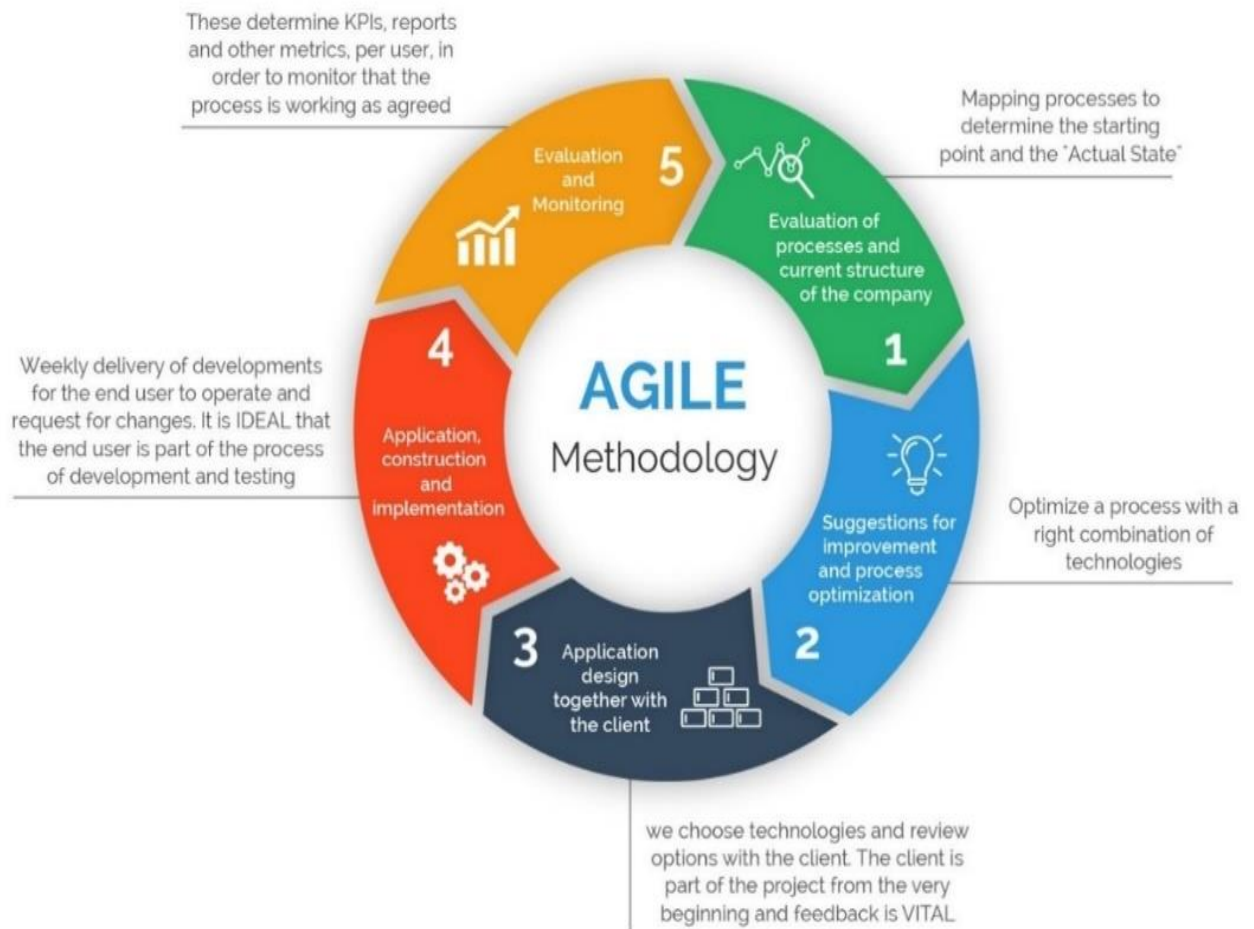 These determine KPIs, reports
and other metrics, per user, in
order to monitor that the
process is working as agreed
Mapping processes to
determine the starting
point and the "Actual State"
Evaluation
and
Monitoring
5
Evaluation of
processes and
current structure
of the company
1
AGILE
Methodology
4
Application,
construction
and
implementation
Weekly delivery of developments
for the end user to operate and
request for changes. It is IDEAL that
the end user is part of the process
of development and testing
Suggestions for
improvement
and process
optimization
2
Optimize a process with a
right combination of
technologies
3
Application
design
together with
the client
we choose technologies and review
options with the client. The client is
part of the project from the very
beginning and feedback is VITAL